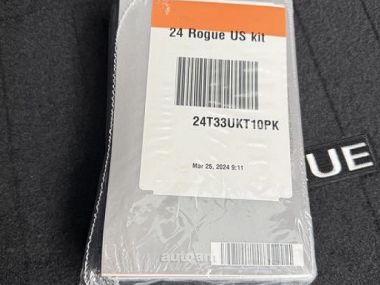 24 Rogue US kit
24T33UKT10PK
UE
Mar 25, 2024 9:11